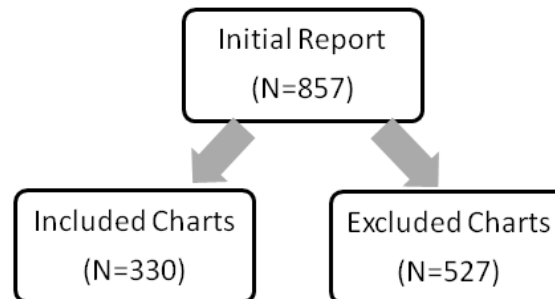 Initial Report
(N=857)
Included Charts
(N=330)
Excluded Charts
(N=527)